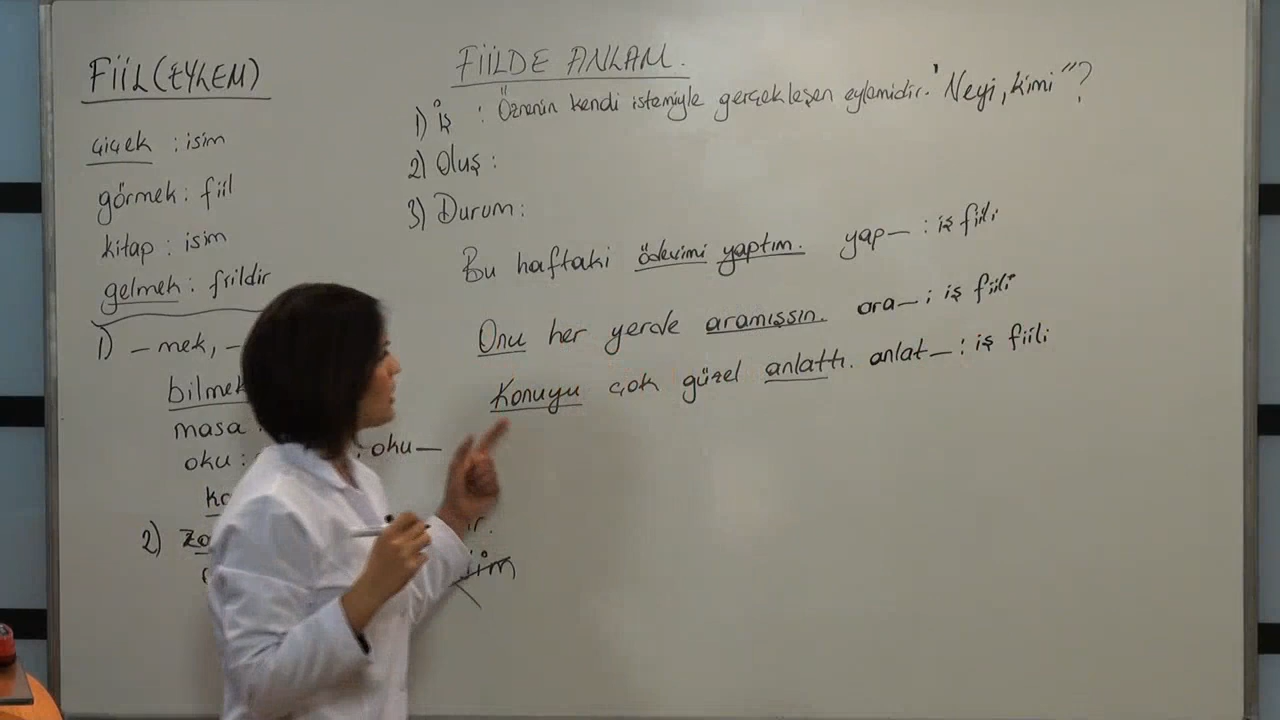 FİİL (EYLEM)
çiçek : isim
görmek : fiil
kitap : isim
gelmek : fiildir
1) – mek, –
bilmek
masa :
oku : : oku –
2)
FİİLDE ANLAM.
1) İş : Öznenin kendi istemiyle gerçekleşen eylemidir. "Neyi, kimi"?
2) Oluş :
3) Durum :
Bu haftaki ödevimi yaptım. yap – : iş fiili
Onu her yerde aramışsın. ara – : iş fiili
Konuyu çok güzel anlattı. anlat – : iş fiili